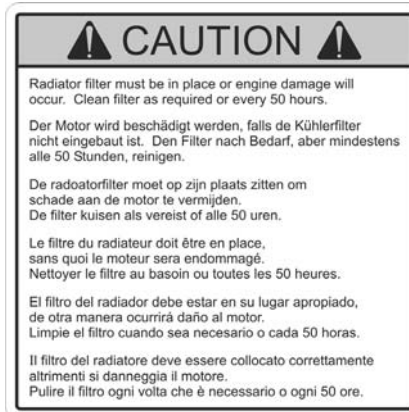 CAUTION
Radiator filter must be in place or engine damage will
occur. Clean filter as required or every 50 hours.
Der Motor wird beschädigt werden, falls de Kühlerfilter
nicht eingebaut ist. Den Filter nach Bedarf, aber mindestens
alle 50 Stunden, reinigen.
De radoatorfilter moet op zijn plaats zitten om
schade aan de motor te vermijden.
De filter kuisen als vereist of alle 50 uren.
Le filtre du radiateur doit être en place,
sans quoi le moteur sera endommagé.
Nettoyer le filtre au basoin ou toutes les 50 heures.
El filtro del radiador debe estar en su lugar apropiado,
de otra manera ocurrirá daño al motor.
Limpie el filtro cuando sea necesario o cada 50 horas.
Il filtro del radiatore deve essere collocato correttamente
altrimenti si danneggia il motore.
Pulire il filtro ogni volta che è necessario o ogni 50 ore.